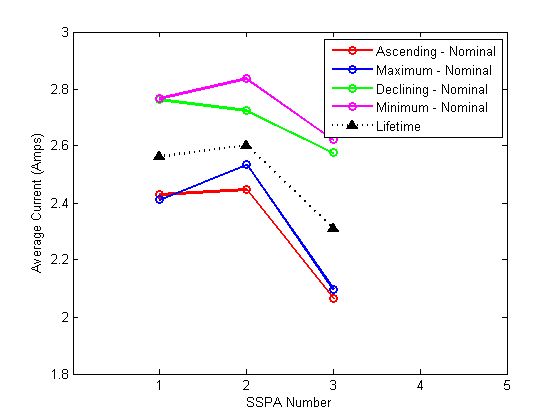 3
2.8
2.6
2.4
2.2
2
1.8
Average Current (Amps)
Ascending - Nominal
Maximum - Nominal
Declining - Nominal
Minimum - Nominal
Lifetime
1 2 3 4 5
SSPA Number